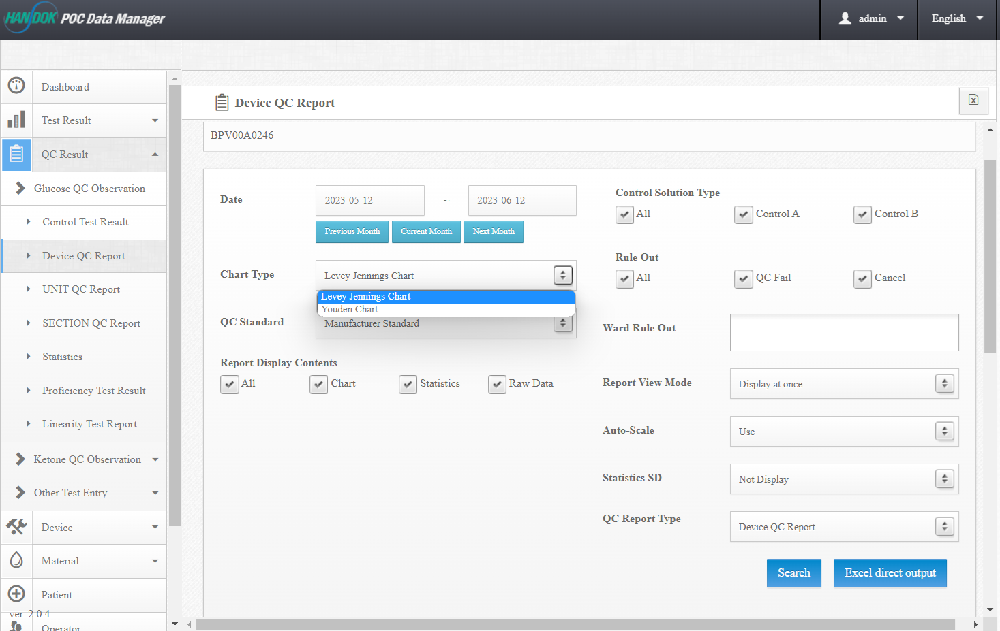 HANDOK POC Data Manager
admin
English
Dashboard
Test Result
QC Result
Glucose QC Observation
Control Test Result
Device QC Report
UNIT QC Report
SECTION QC Report
Statistics
Proficiency Test Result
Linearity Test Report
Ketone QC Observation
Other Test Entry
Device
Material
Patient
ver. 2.0.4
Operator
Device QC Report
BPV00A0246
Date
2023-05-12
~
2023-06-12
Previous Month
Current Month
Next Month
Chart Type
Levey Jennings Chart
Levey Jennings Chart
Youden Chart
QC Standard
Manufacturer Standard
Report Display Contents
All
Chart
Statistics
Raw Data
Control Solution Type
All
Control A
Control B
Rule Out
All
QC Fail
Cancel
Ward Rule Out
Report View Mode
Display at once
Auto-Scale
Use
Statistics SD
Not Display
QC Report Type
Device QC Report
Search
Excel direct output